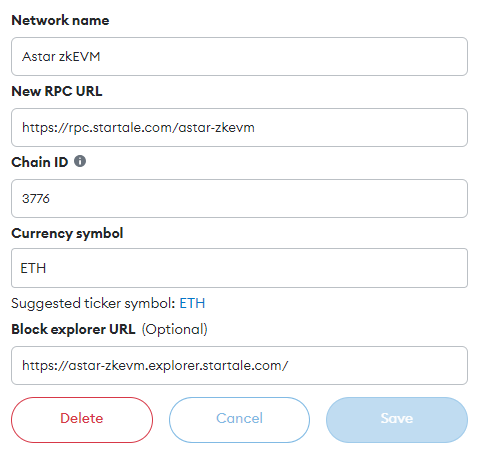 Network name
Astar zkEVM
New RPC URL
https://rpc.startale.com/astar-zkevm
Chain ID
3776
Currency symbol
ETH
Suggested ticker symbol: ETH
Block explorer URL (Optional)
https://astar-zkevm.explorer.startale.com/
Delete Cancel Save